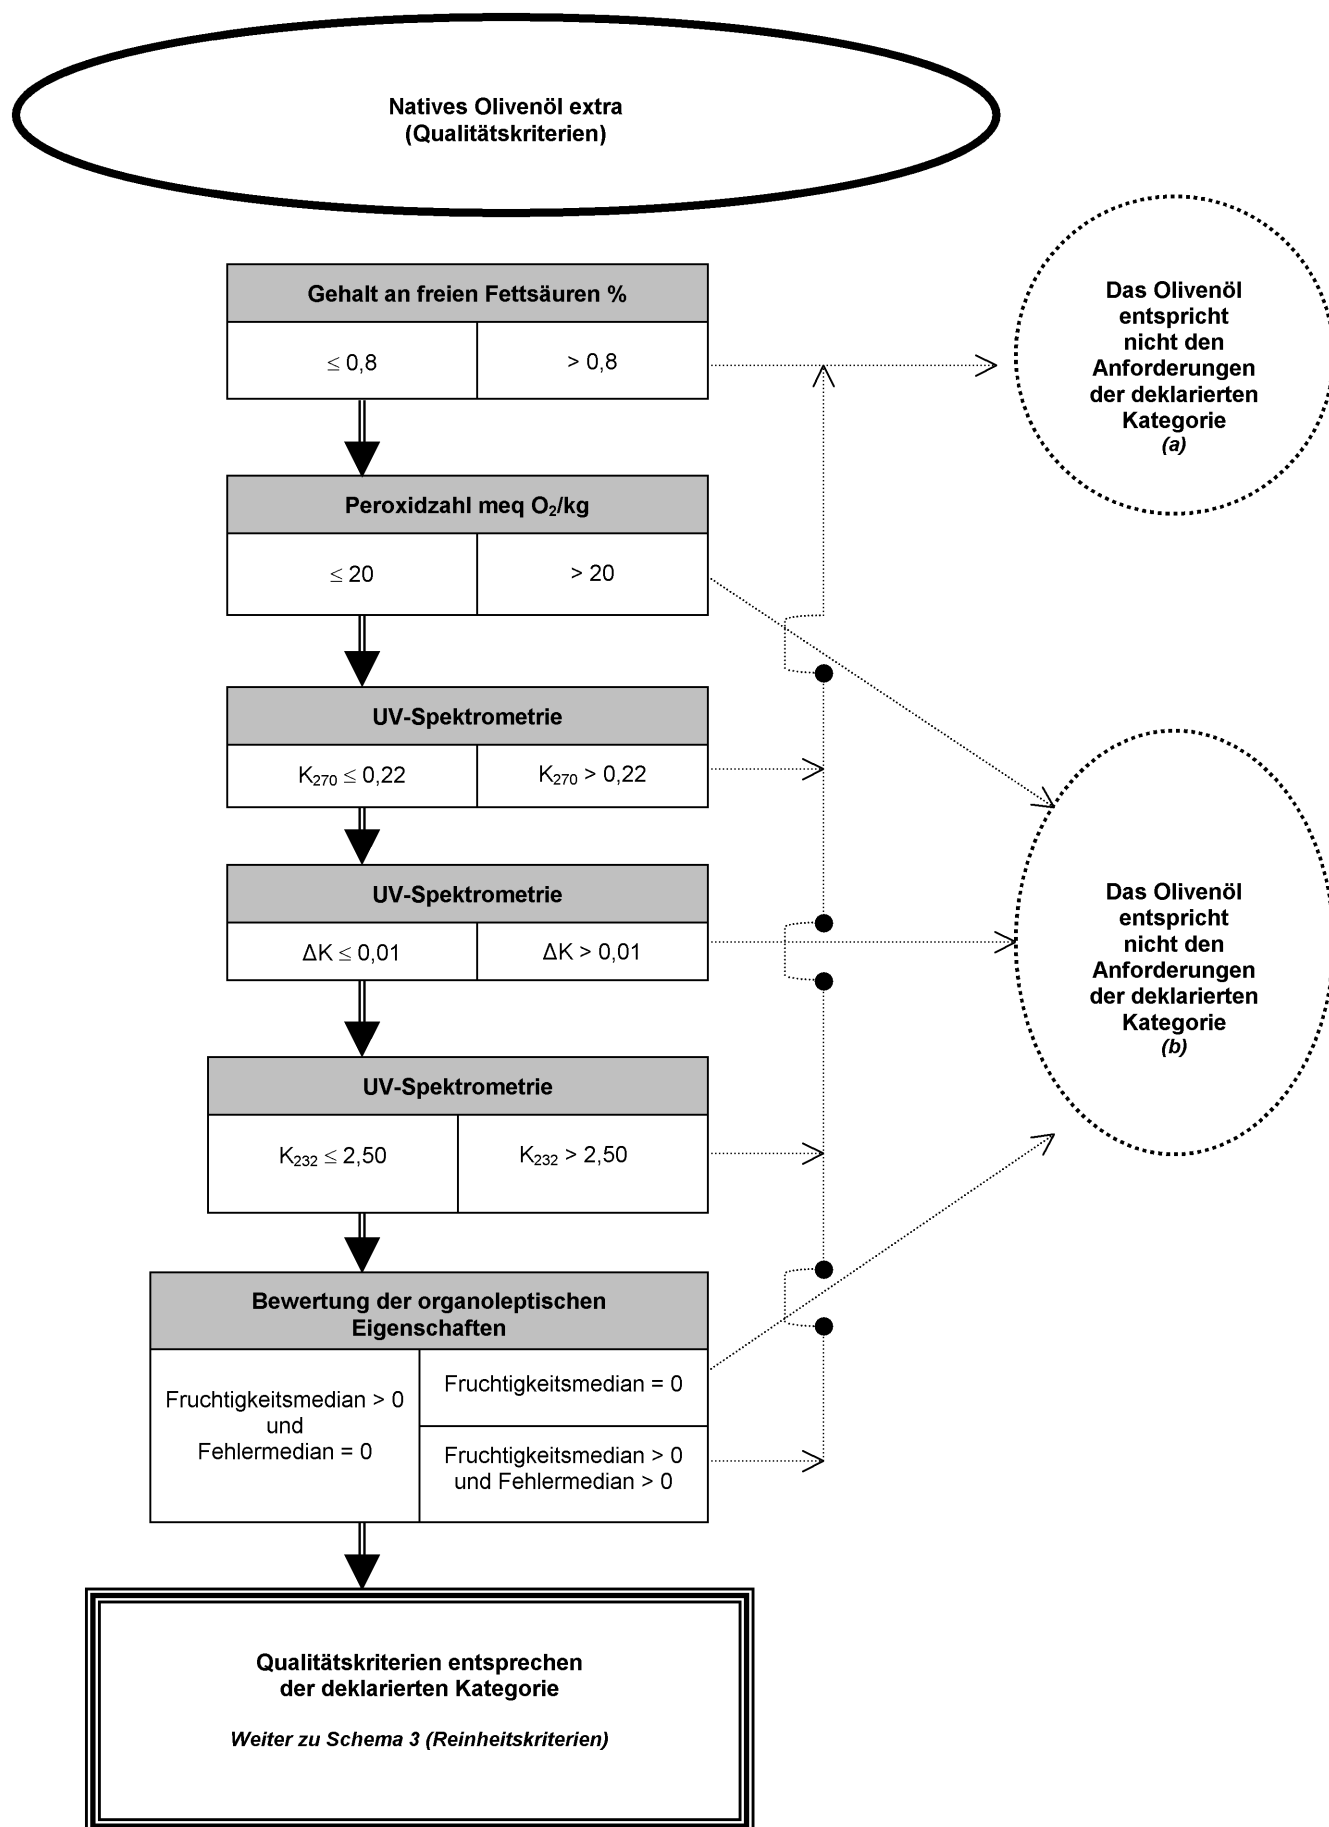 Natives Olivenöl extra
(Qualitätskriterien)
Gehalt an freien Fettsäuren %
≤ 0,8
> 0,8
Das Olivenöl
entspricht
nicht den
Anforderungen
der deklarierten
Kategorie
(a)
Peroxidzahl meq O₂/kg
≤ 20
> 20
UV-Spektrometrie
K₂₇₀ ≤ 0,22
K₂₇₀ > 0,22
UV-Spektrometrie
ΔK ≤ 0,01
ΔK > 0,01
Das Olivenöl
entspricht
nicht den
Anforderungen
der deklarierten
Kategorie
(b)
UV-Spektrometrie
K₂₃₂ ≤ 2,50
K₂₃₂ > 2,50
Bewertung der organoleptischen
Eigenschaften
Fruchtigkeitsmedian > 0
und
Fehlermedian = 0
Fruchtigkeitsmedian = 0
Fruchtigkeitsmedian > 0
und Fehlermedian > 0
Qualitätskriterien entsprechen
der deklarierten Kategorie
Weiter zu Schema 3 (Reinheitskriterien)